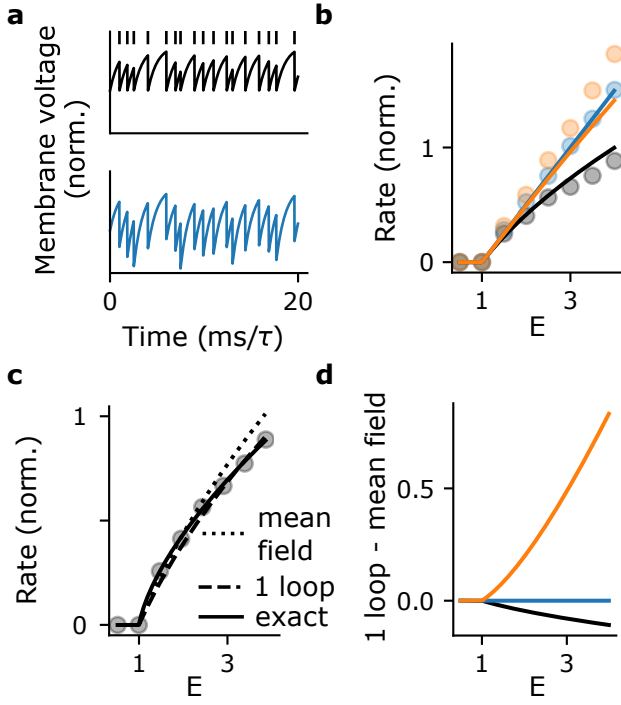 a
Membrane voltage
(norm.)
0
20
Time (ms/τ)
b
Rate (norm.)
1
0
1
3
E
c
Rate (norm.)
1
0
mean
field
1 loop
exact
1
3
E
d
1 loop - mean field
0.5
0.0
1
3
E